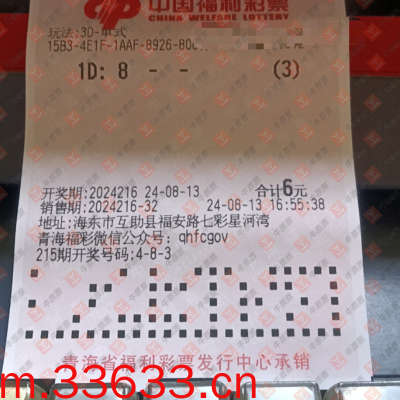 中国福利彩票
CHINA WELFARE LOTTERY
玩法:3D-单式
15B3-4E1F-1AAF-8926-80
1D: 8 - - (3)
开奖期:2024216 24-08-13 合计6元
销售期:2024216-32 24-08-13 16:55:38
地址:海东市互助县福安路七彩星河湾
青海福彩微信公众号: qhfcgov
215期开奖号码:4-8-3
青海省福利彩票发行中心承销
m.33633.cn